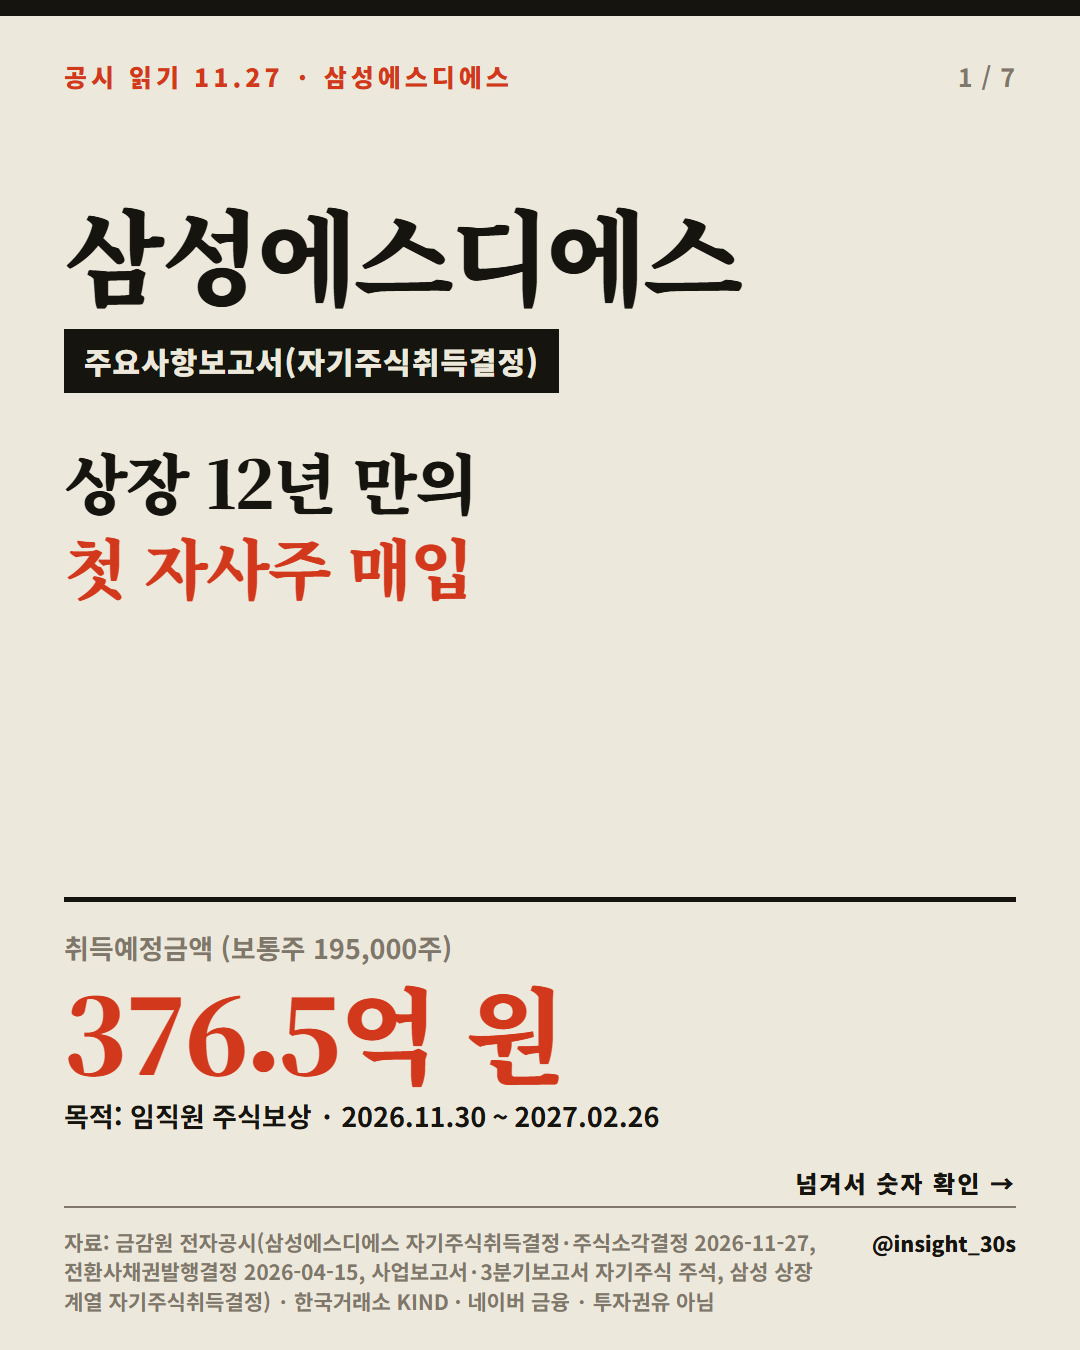 공시 읽기 11.27 · 삼성에스디에스
1 / 7
삼성에스디에스
주요사항보고서(자기주식취득결정)
상장 12년 만의
첫 자사주 매입
취득예정금액 (보통주 195,000주)
376.5억 원
목적: 임직원 주식보상 · 2026.11.30 ~ 2027.02.26
넘겨서 숫자 확인 →
자료: 금감원 전자공시(삼성에스디에스 자기주식취득결정·주식소각결정 2026-11-27,
전환사채권발행결정 2026-04-15, 사업보고서·3분기보고서 자기주식 주석, 삼성 상장
계열 자기주식취득결정) · 한국거래소 KIND · 네이버 금융 · 투자권유 아님
@insight_30s